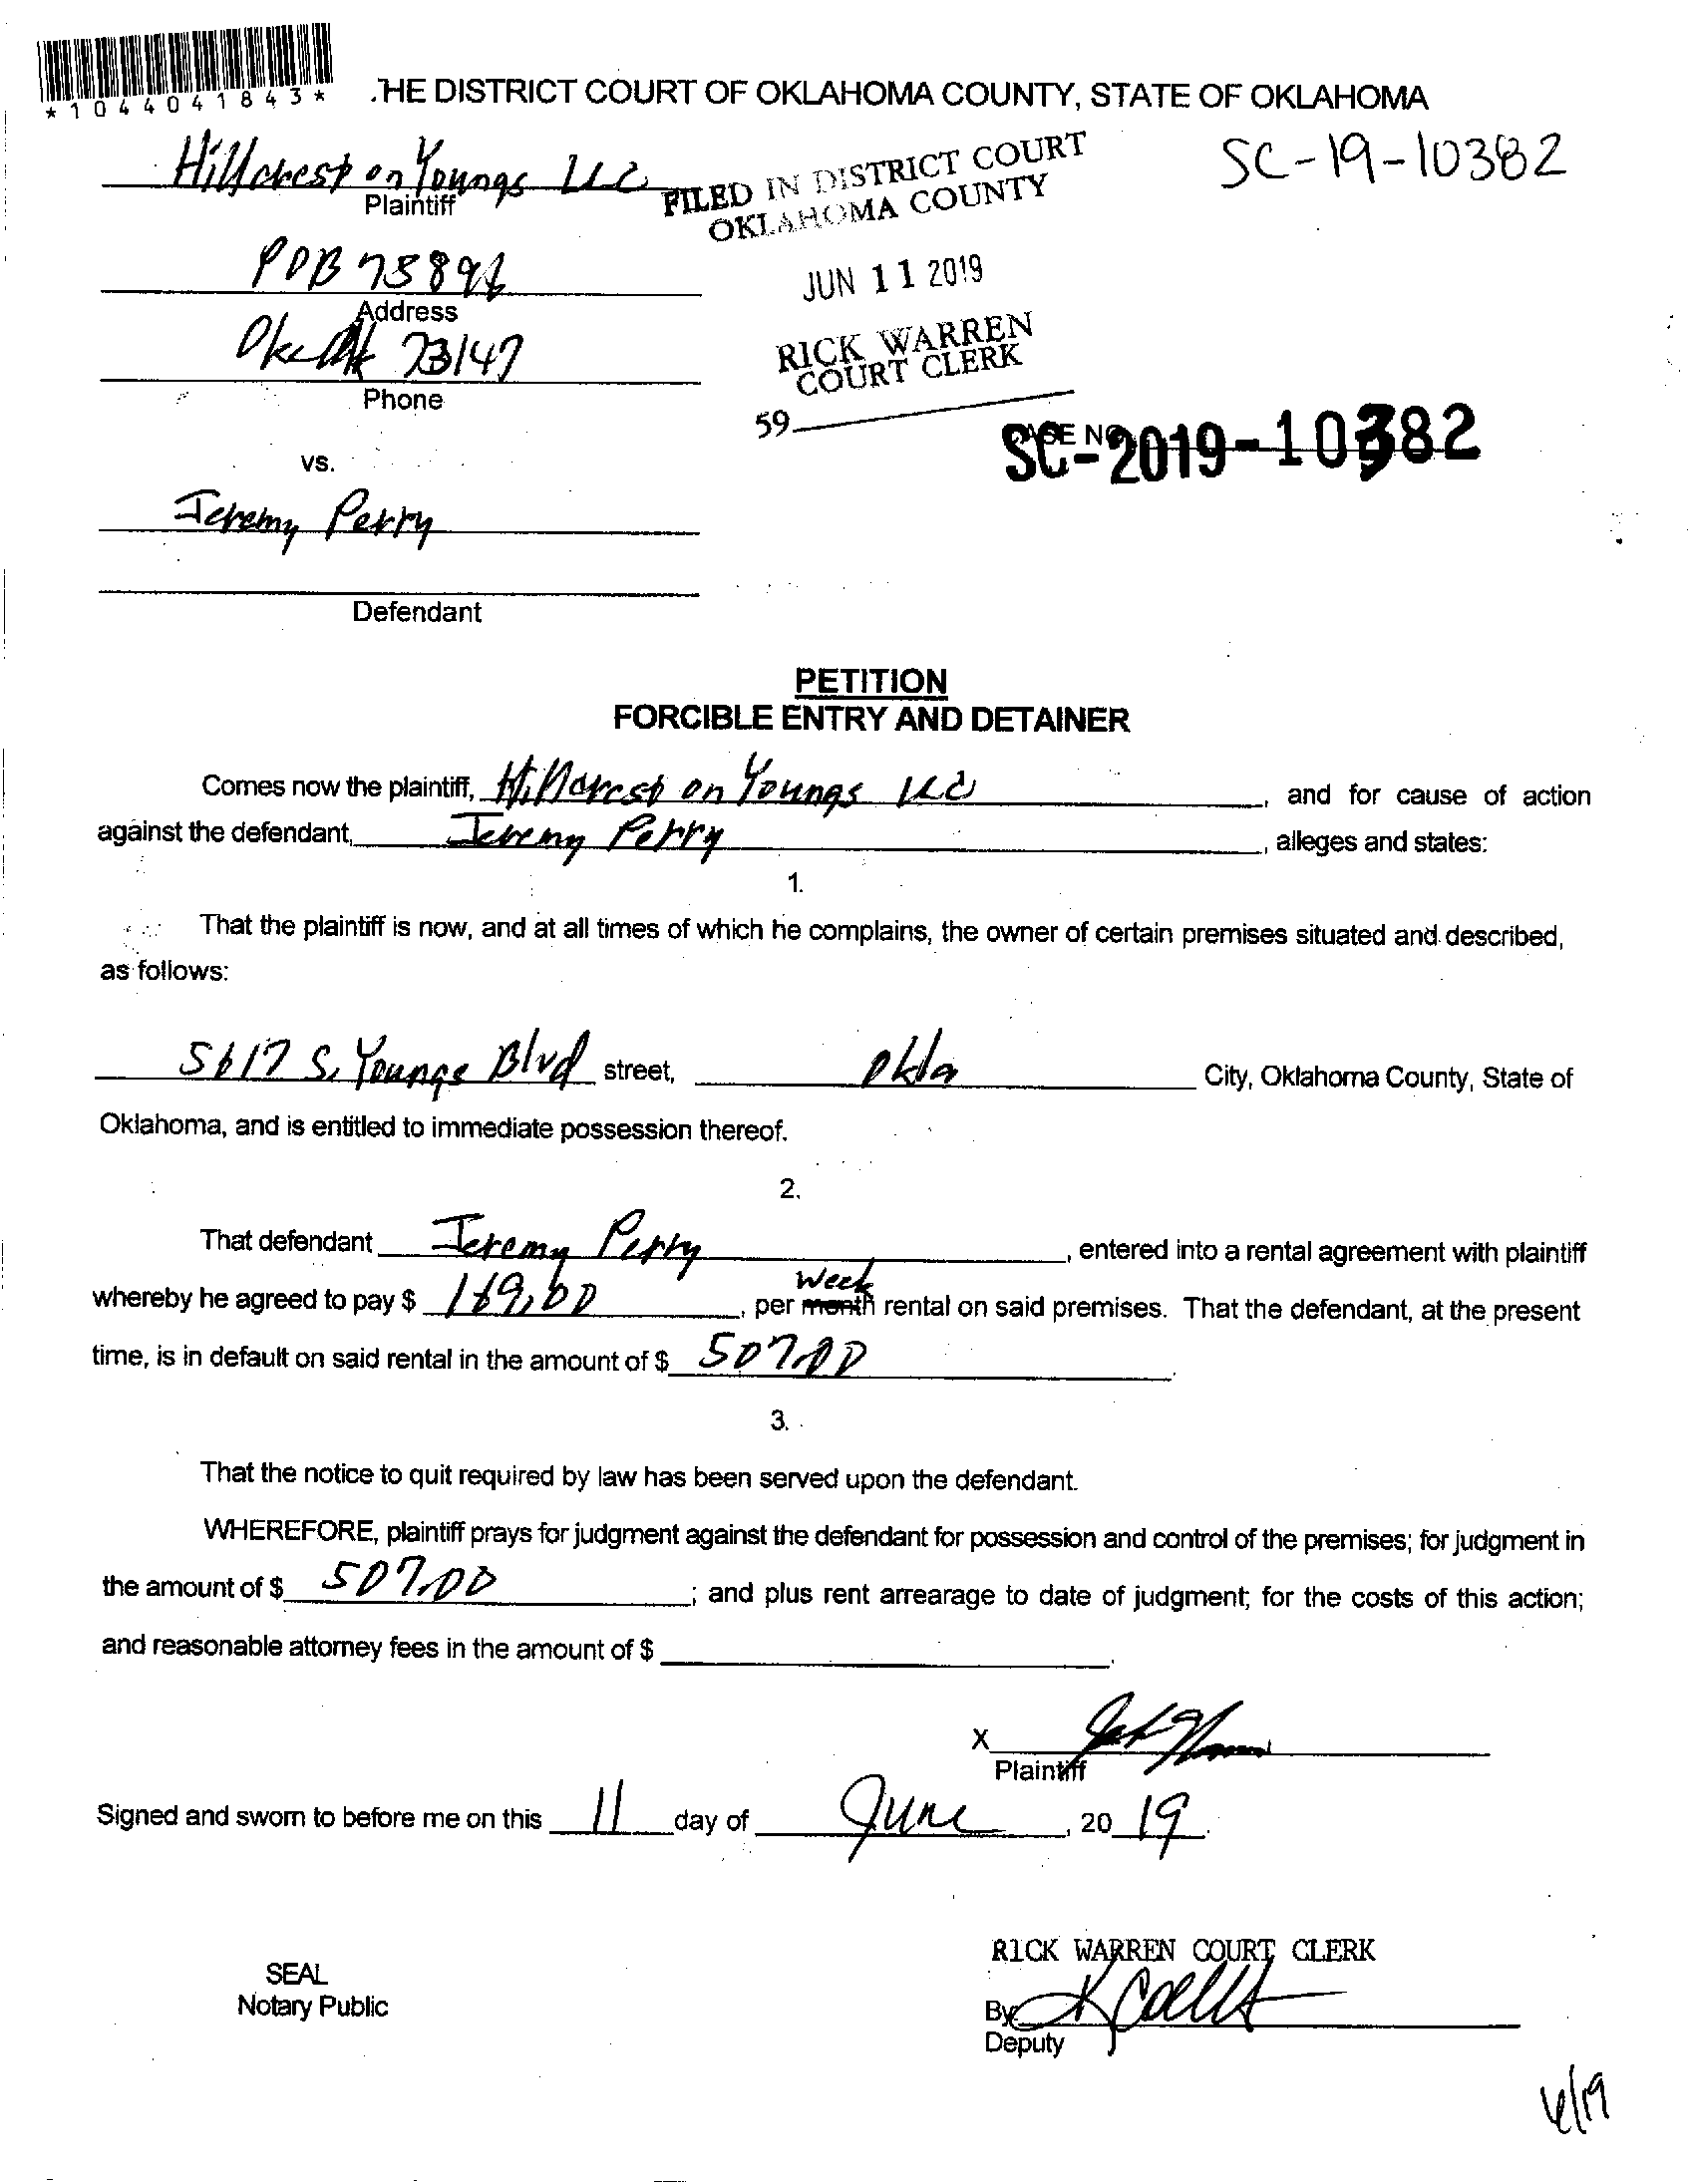 *1044041843*
.HE DISTRICT COURT OF OKLAHOMA COUNTY, STATE OF OKLAHOMA
Hillcrest on Youngs LLC
Plaintiff
FILED IN DISTRICT COURT
OKLAHOMA COUNTY
SC-19-10382
POB
Address
JUN 11 2019
73147
Phone
RICK WARREN
COURT CLERK
59
CASE NO.
SC-2019-10382
vs.
Jeremy Perry
Defendant
PETITION
FORCIBLE ENTRY AND DETAINER
Comes now the plaintiff, Hillcrest on Youngs LLC, and for cause of action
against the defendant, Jeremy Perry, alleges and states:
1.
That the plaintiff is now, and at all times of which he complains, the owner of certain premises situated and described,
as follows:
5617 S. Youngs Blvd street, Okla City, Oklahoma County, State of
Oklahoma, and is entitled to immediate possession thereof.
2.
That defendant Jeremy Perry, entered into a rental agreement with plaintiff
Week
whereby he agreed to pay $ 169.00, per month rental on said premises. That the defendant, at the present
time, is in default on said rental in the amount of $ 507.00.
3.
That the notice to quit required by law has been served upon the defendant.
WHEREFORE, plaintiff prays for judgment against the defendant for possession and control of the premises; for judgment in
the amount of $ 507.00; and plus rent arrearage to date of judgment; for the costs of this action;
and reasonable attorney fees in the amount of $ .
X
Plaintiff
Signed and sworn to before me on this 11 day of June, 20 19.
RICK WARREN COURT CLERK
SEAL
Notary Public
By
Deputy
6/19